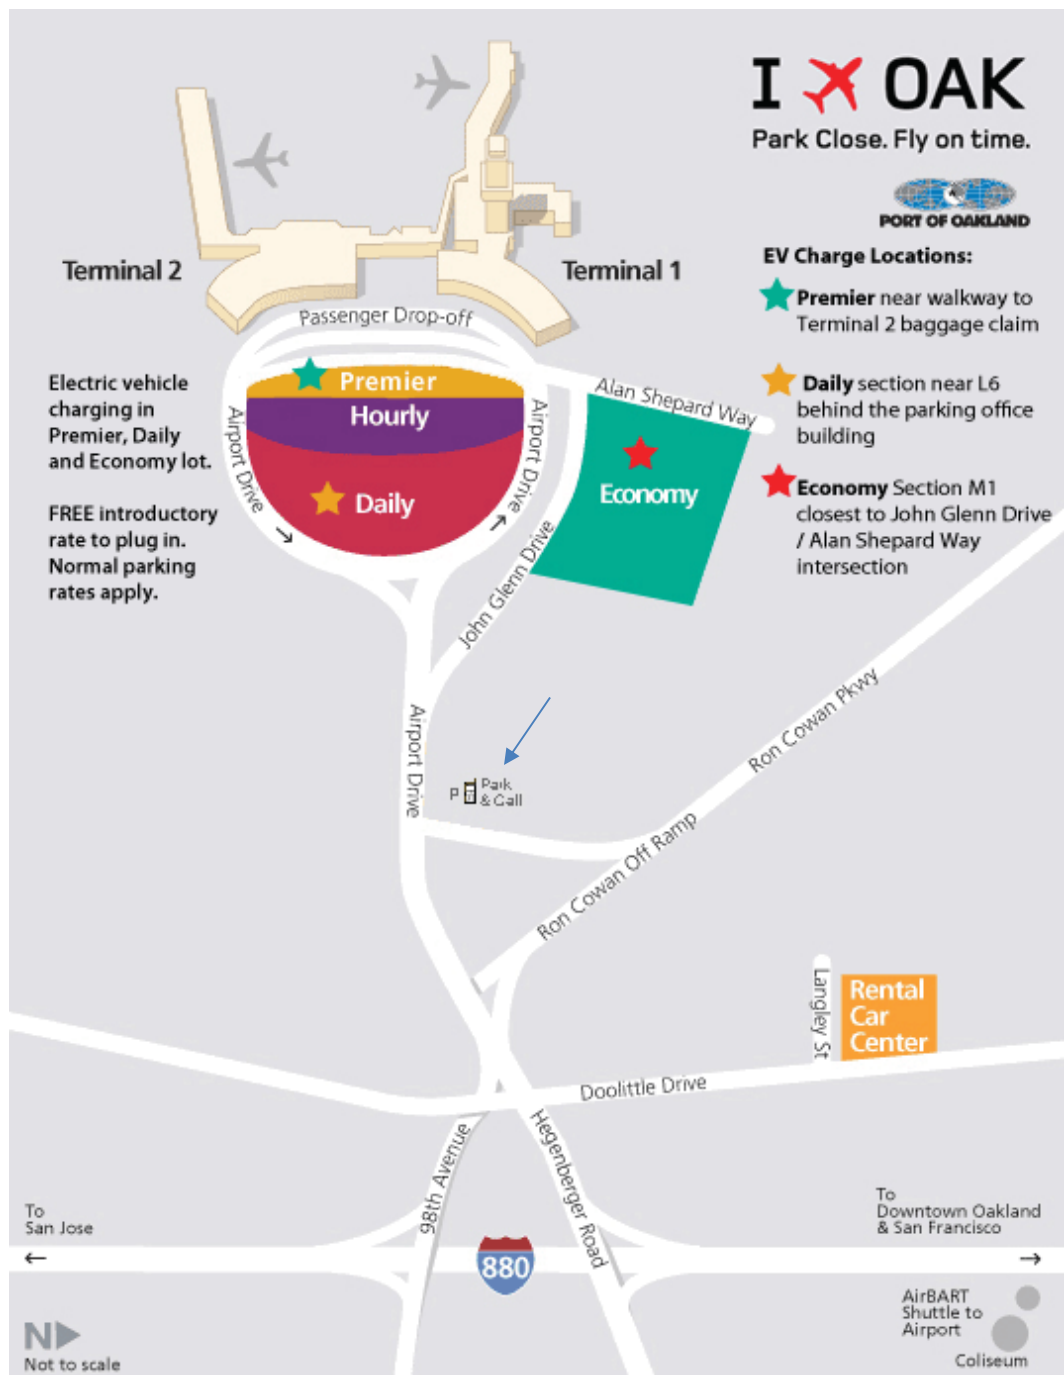 I OAK
Park Close. Fly on time.
PORT OF OAKLAND
Terminal 2
Terminal 1
Passenger Drop-off
EV Charge Locations:
Premier near walkway to
Terminal 2 baggage claim
Daily section near L6
behind the parking office
building
Economy Section M1
closest to John Glenn Drive
/ Alan Shepard Way
intersection
Electric vehicle
charging in
Premier, Daily
and Economy lot.
FREE introductory
rate to plug in.
Normal parking
rates apply.
Premier
Hourly
Daily
Airport Drive
Airport Drive
Alan Shepard Way
Economy
John Glenn Drive
Airport Drive
P Park
& Call
Ron Cowan Pkwy
Ron Cowan Off Ramp
Langley St
Rental
Car
Center
Doolittle Drive
98th Avenue
Hegenberger Road
To
San Jose
←
880
To
Downtown Oakland
& San Francisco
→
AirBART
Shuttle to
Airport
Coliseum
N
Not to scale